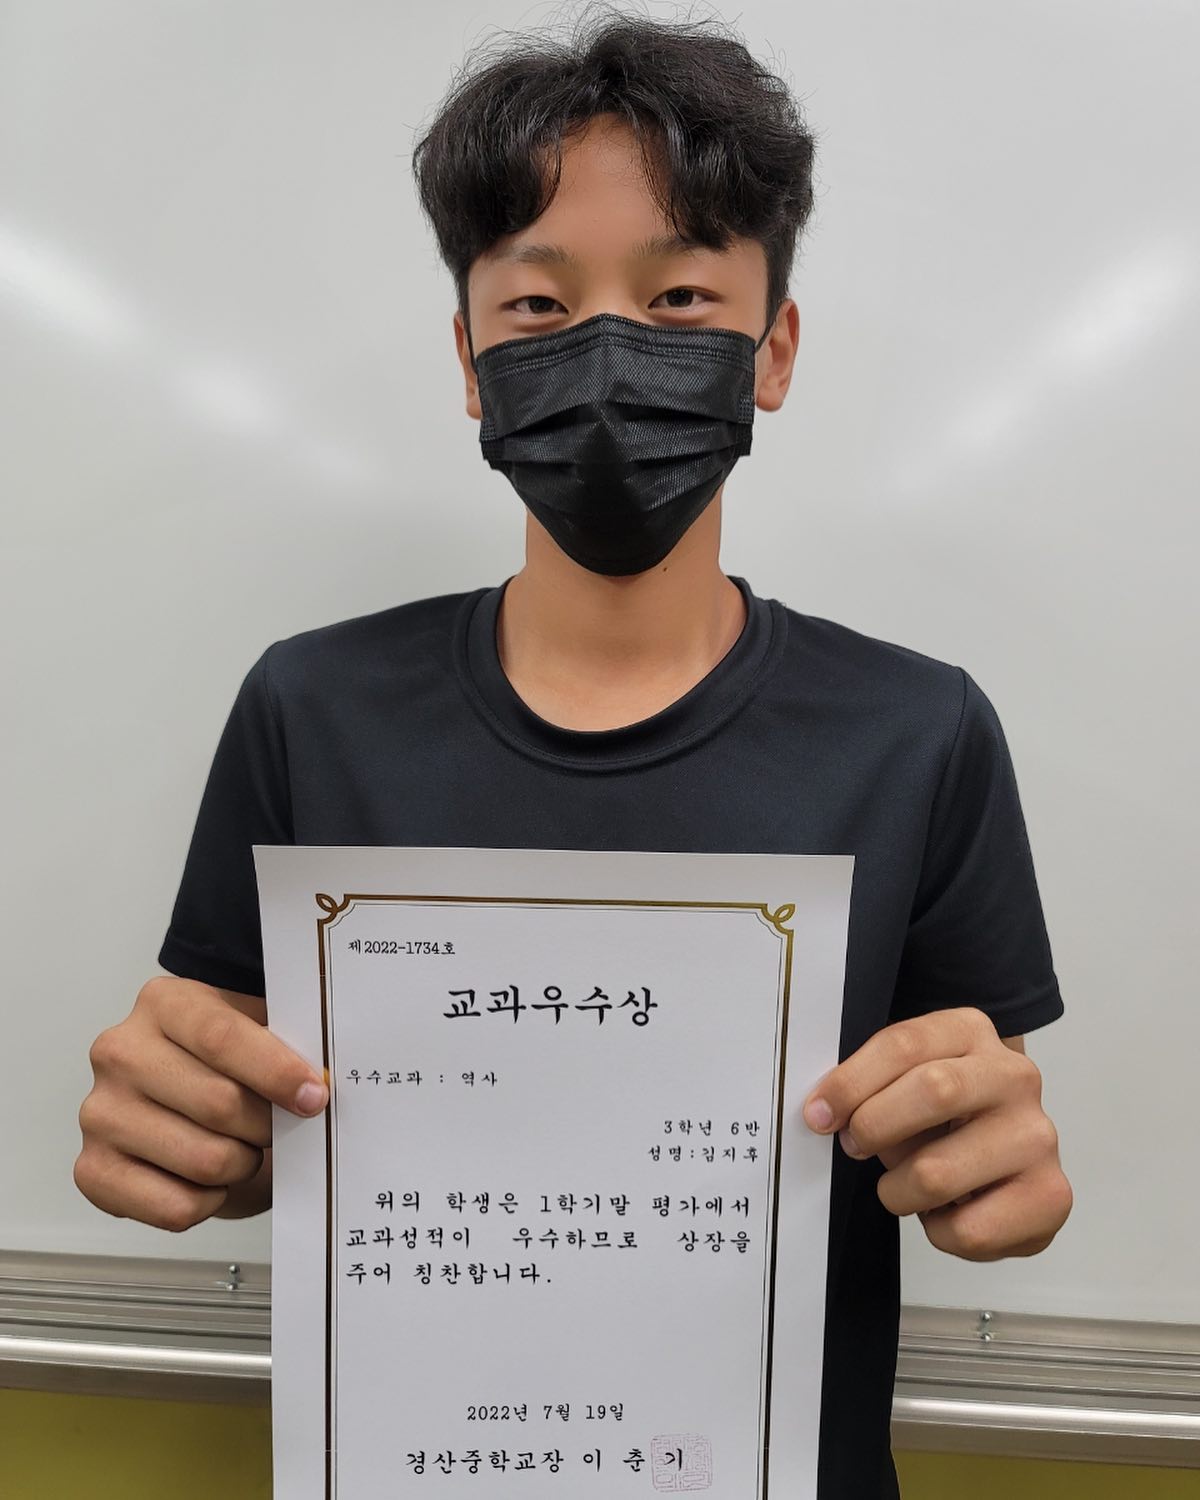 제2022-1734호
교과우수상
우수교과 : 역사
3학년 6반
성명:김지후
위의 학생은 1학기말 평가에서
교과성적이 우수하므로 상장을
주어 칭찬합니다.
2022년 7월 19일
경산중학교장 이 춘 기